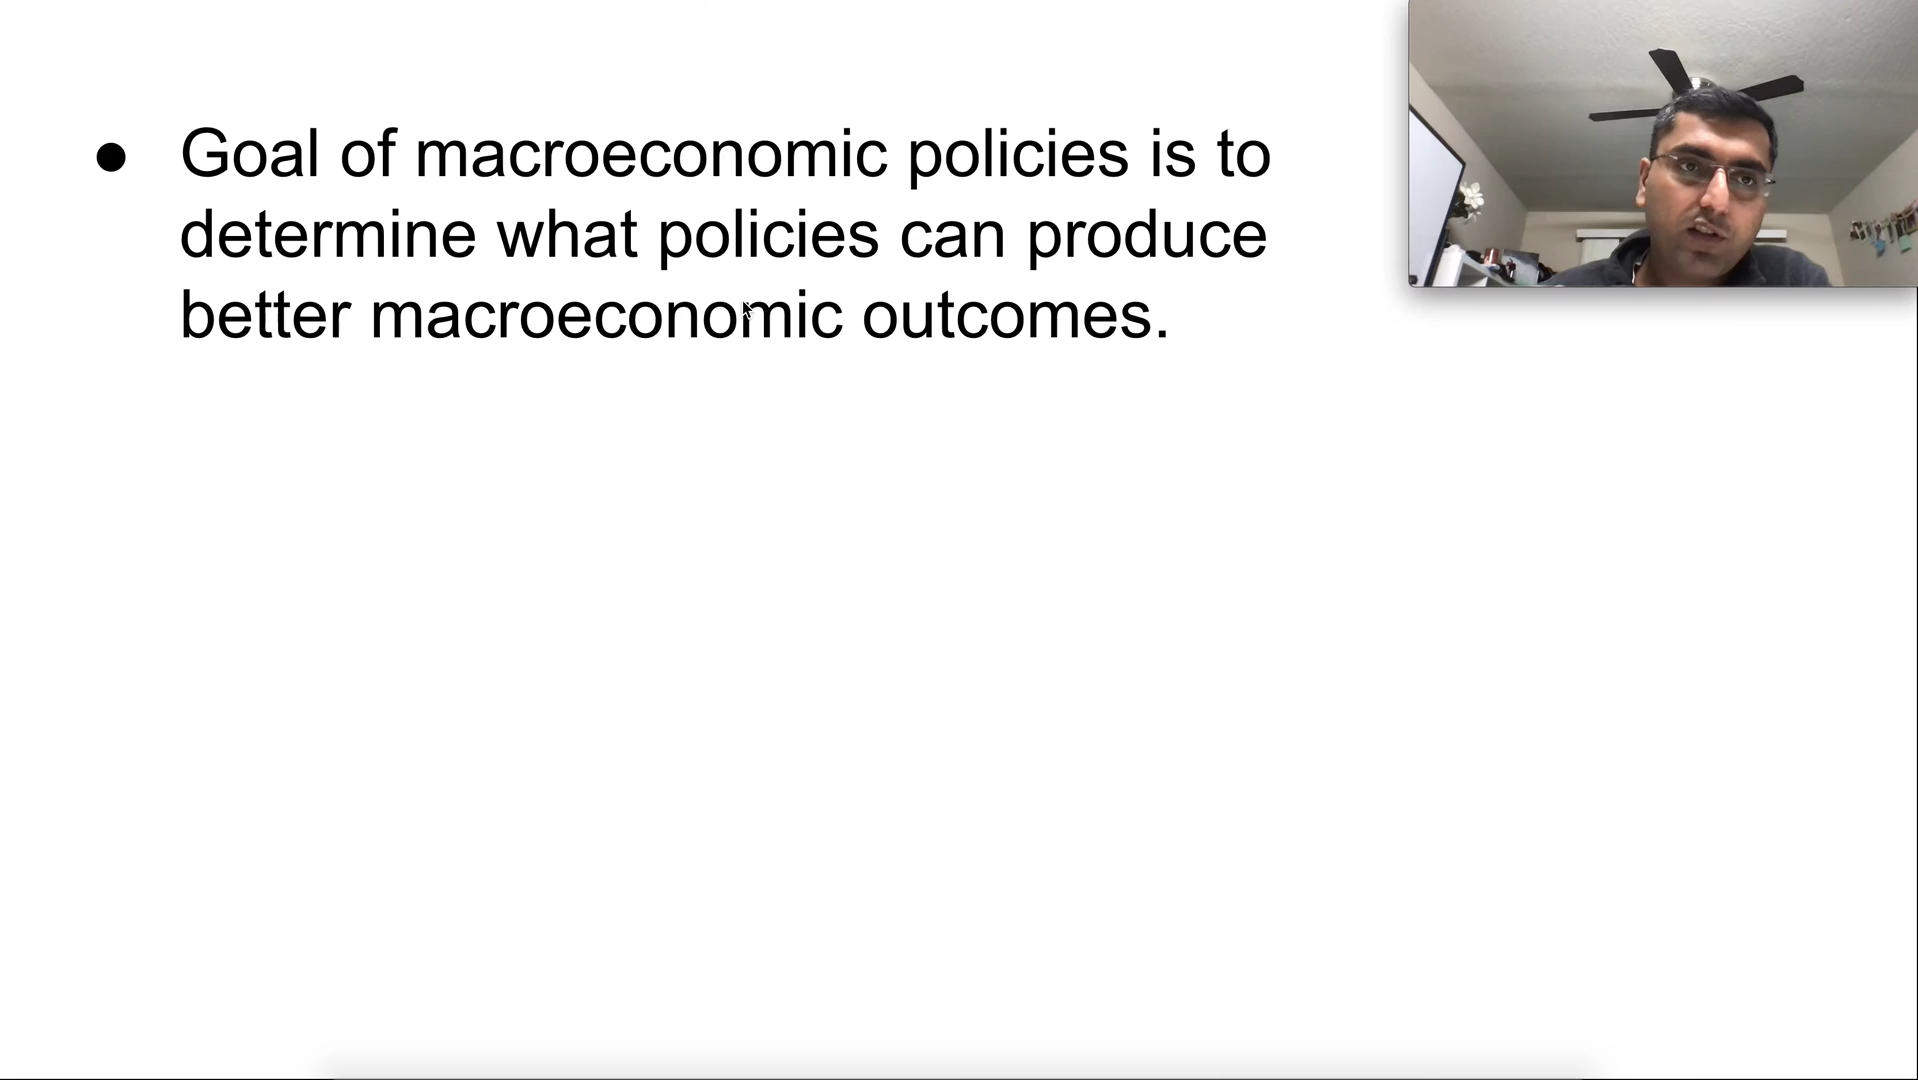 ● Goal of macroeconomic policies is to
determine what policies can produce
better macroeconomic outcomes.